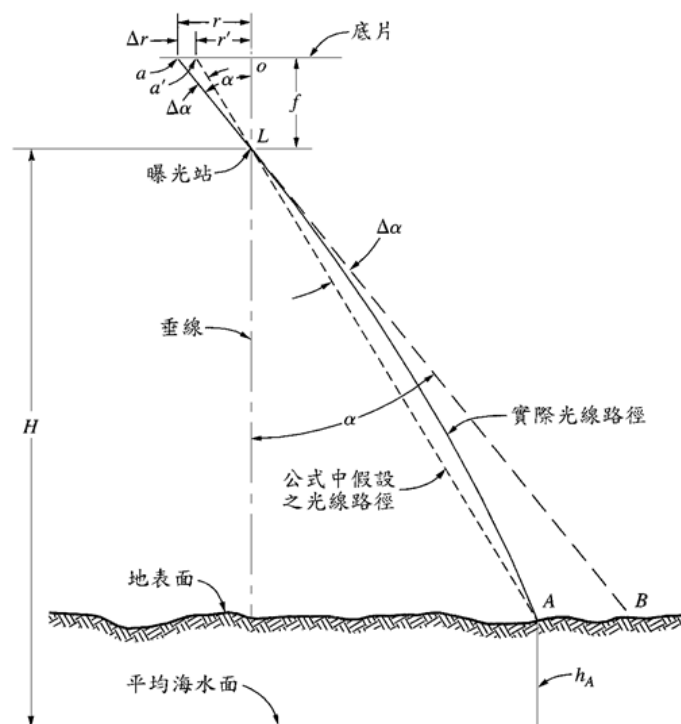 r
Δr
r′
底片
a
a′
α
o
f
Δα
L
曝光站
Δα
垂線
H
α
實際光線路徑
公式中假設
之光線路徑
地表面
A
B
平均海水面
hA